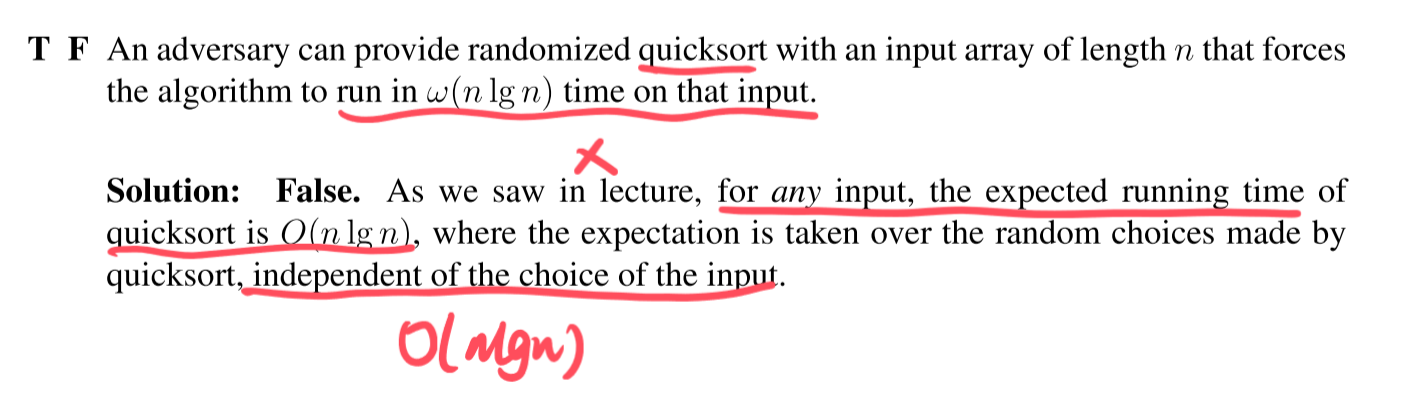 T F An adversary can provide randomized quicksort with an input array of length n that forces
the algorithm to run in ω(n lg n) time on that input.
×
Solution: False. As we saw in lecture, for any input, the expected running time of
quicksort is O(n lg n), where the expectation is taken over the random choices made by
quicksort, independent of the choice of the input.
O(nlgn)